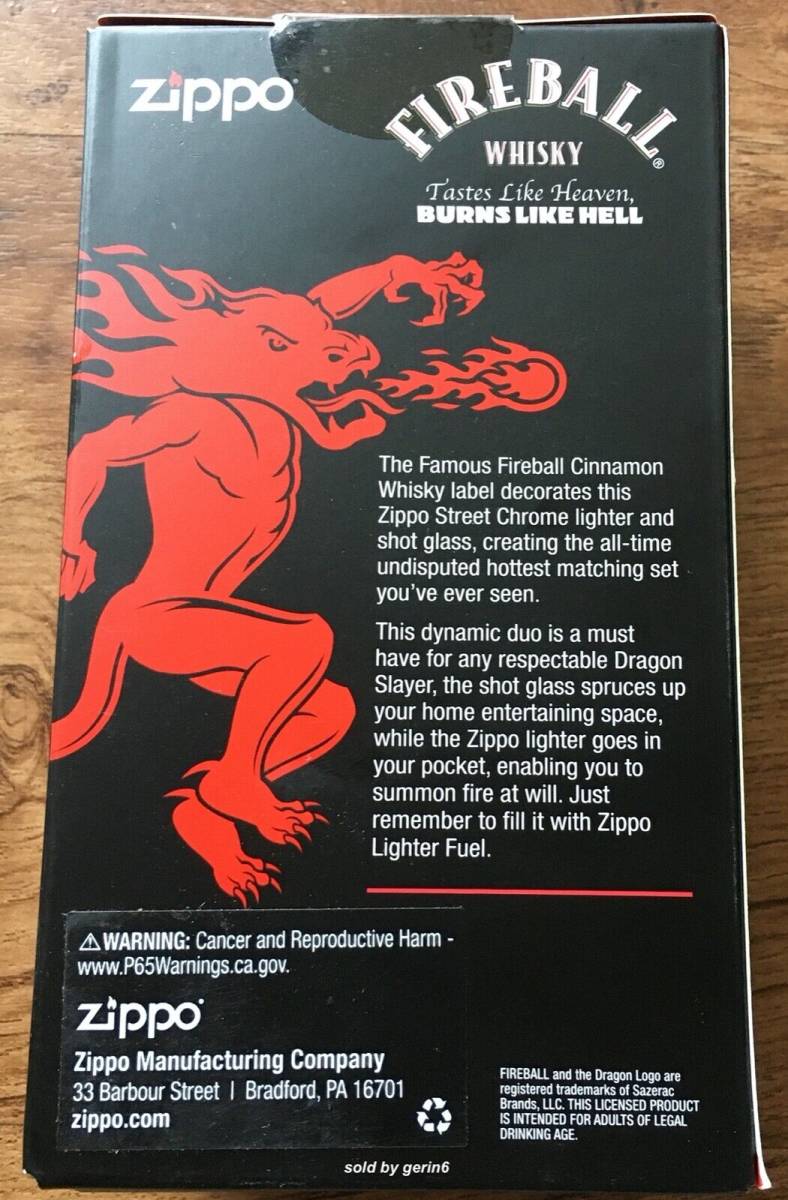 zippo
FIREBALL®
WHISKY
Tastes Like Heaven,
BURNS LIKE HELL
The Famous Fireball Cinnamon
Whisky label decorates this
Zippo Street Chrome lighter and
shot glass, creating the all-time
undisputed hottest matching set
you've ever seen.
This dynamic duo is a must
have for any respectable Dragon
Slayer, the shot glass spruces up
your home entertaining space,
while the Zippo lighter goes in
your pocket, enabling you to
summon fire at will. Just
remember to fill it with Zippo
Lighter Fuel.
⚠WARNING: Cancer and Reproductive Harm -
www.P65Warnings.ca.gov.
zippo
Zippo Manufacturing Company
33 Barbour Street | Bradford, PA 16701
zippo.com
FIREBALL and the Dragon Logo are
registered trademarks of Sazerac
Brands, LLC. THIS LICENSED PRODUCT
IS INTENDED FOR ADULTS OF LEGAL
DRINKING AGE.
sold by gerin6